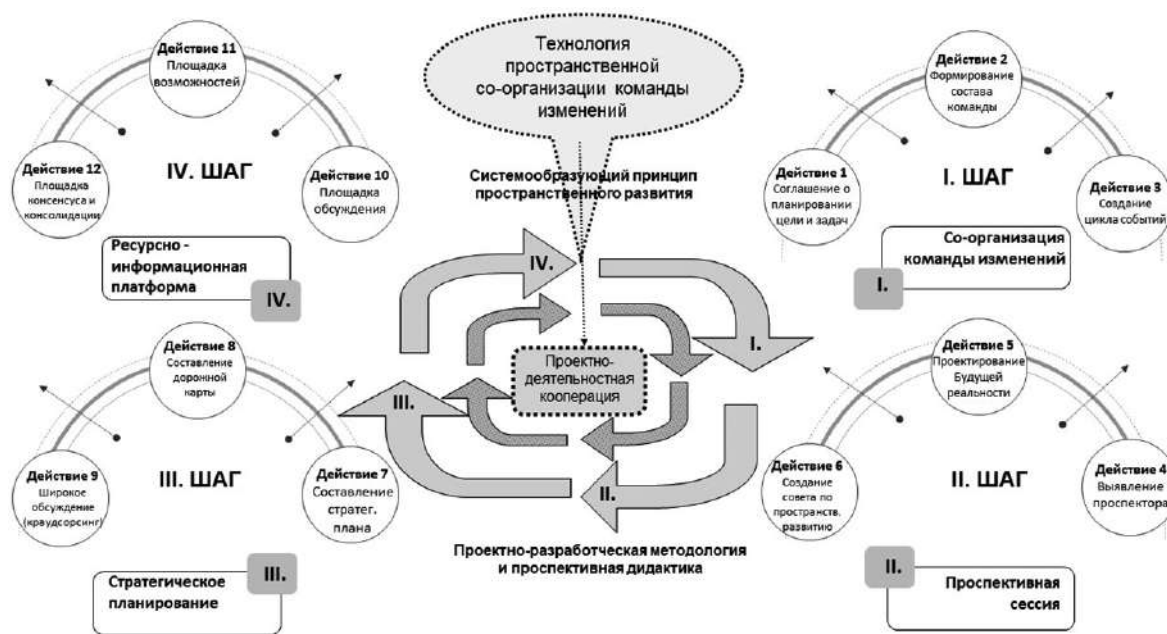 Действие 11
Площадка
возможностей
Действие 12
Площадка
консенсуса и
консолидации
IV. ШАГ
Действие 10
Площадка
обсуждения
Ресурсно -
информационная
платформа
IV.
Технология
пространственной
со-организации команды
изменений
Системообразующий принцип
пространственного развития
Действие 2
Формирование
состава
команды
Действие 1
Соглашение о
планировании
цели и задач
I. ШАГ
Действие 3
Создание
цикла событий
Со-организация
команды изменений
I.
IV.
I.
Проектно-
деятельностная
кооперация
III.
II.
Проектно-разработческая методология
и проспективная дидактика
Действие 8
Составление
дорожной
карты
Действие 9
Широкое
обсуждение
(краудсорсинг)
III. ШАГ
Действие 7
Составление
стратег.
плана
Стратегическое
планирование
III.
Действие 5
Проектирование
Будущей
реальности
Действие 6
Создание
совета по
пространств.
развитию
II. ШАГ
Действие 4
Выявление
проспектора
II.
Проспективная
сессия